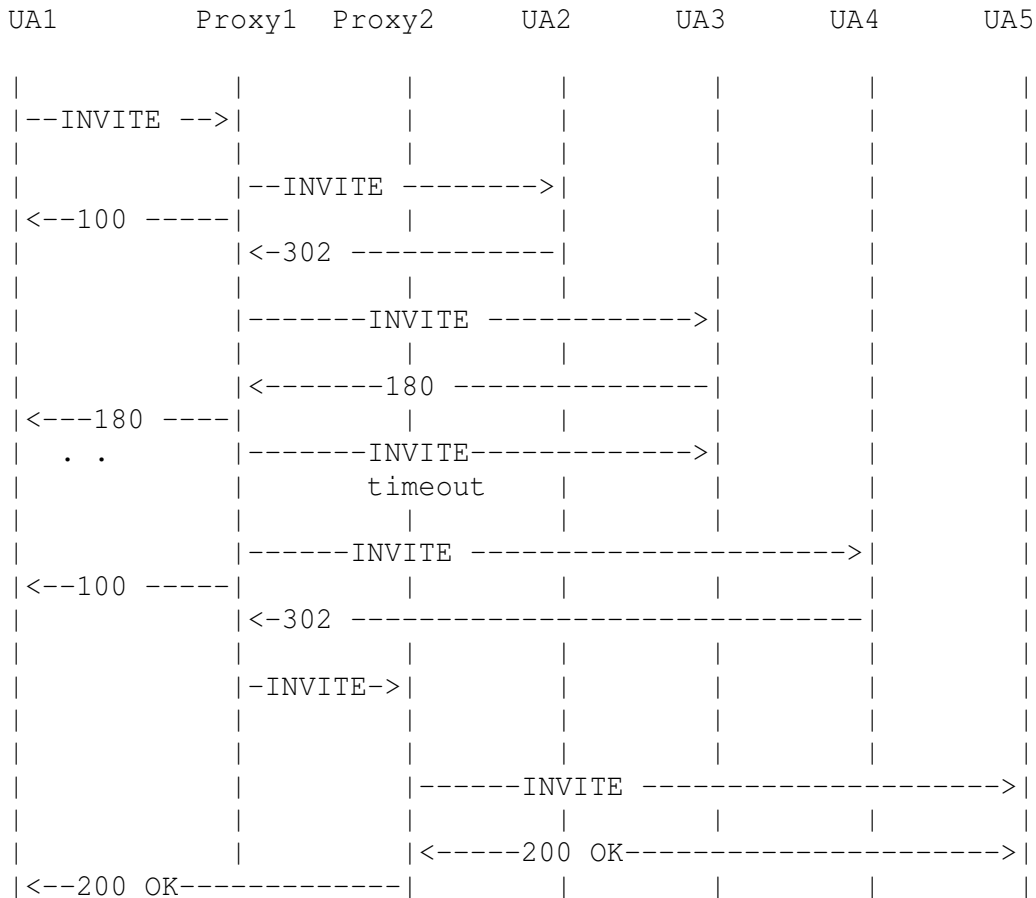 UA1 Proxy1 Proxy2 UA2 UA3 UA4 UA5
| | | | | | |
|--INVITE -->| | | | | |
| | | | | | |
| |--INVITE -------->| | | |
|<--100 -----| | | | | |
| |<-302 ------------| | | |
| | | | | | |
| |-------INVITE ------------>| | |
| | | | | | |
| |<-------180 ---------------| | |
|<---180 ----| | | | | |
| . . |-------INVITE------------->| | |
| | timeout | | | |
| | | | | | |
| |------INVITE ---------------------->| |
|<--100 -----| | | | | |
| |<-302 ------------------------------| |
| | | | | | |
| |-INVITE->| | | | |
| | | | | | |
| | | | | | |
| | |------INVITE --------------------->|
| | | | | | |
| | |<-----200 OK---------------------->|
|<--200 OK-------------| | | | |